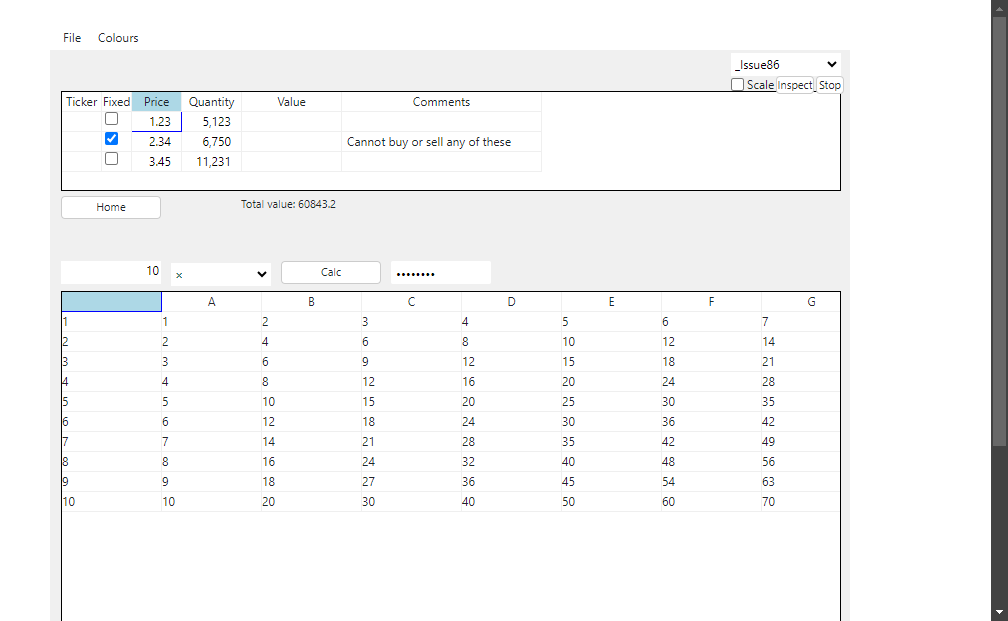 File Colours
_Issue86
Scale Inspect Stop
Ticker Fixed Price Quantity Value Comments
1.23 5,123
2.34 6,750 Cannot buy or sell any of these
3.45 11,231
Home Total value: 60843.2
10 × Calc ••••••••
A B C D E F G
1 1 2 3 4 5 6 7
2 2 4 6 8 10 12 14
3 3 6 9 12 15 18 21
4 4 8 12 16 20 24 28
5 5 10 15 20 25 30 35
6 6 12 18 24 30 36 42
7 7 14 21 28 35 42 49
8 8 16 24 32 40 48 56
9 9 18 27 36 45 54 63
10 10 20 30 40 50 60 70